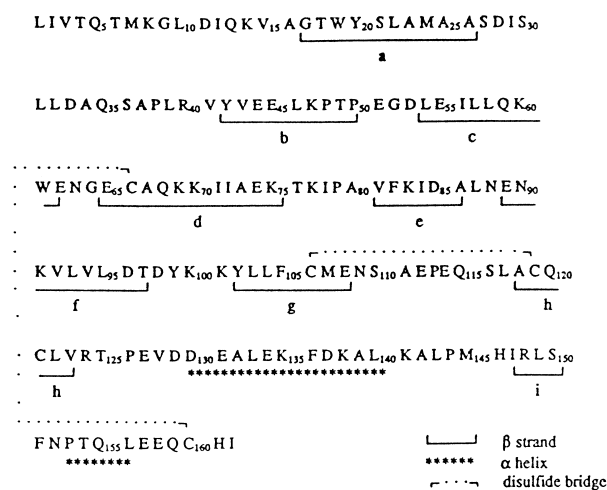 LIVTQ5TMKGL10DIQKV15AGTWY20SLAMA25ASDIS30
a
LLDAQ35SAPLR40VYVEE45LKPTP50EGDLE55ILLQK60
b c
WENGE65CAQKK70IIAEK75TKIPA80VFKID85ALNEN90
d e
KVLVL95DTDYK100KYLLF105CMENS110AEPEQ115SLACQ120
f g h
CLVRT125PEVDD130EALEK135FDKAL140KALPM145HIRLS150
h i
FNPTQ155LEEQC160HI
β strand
α helix
disulfide bridge